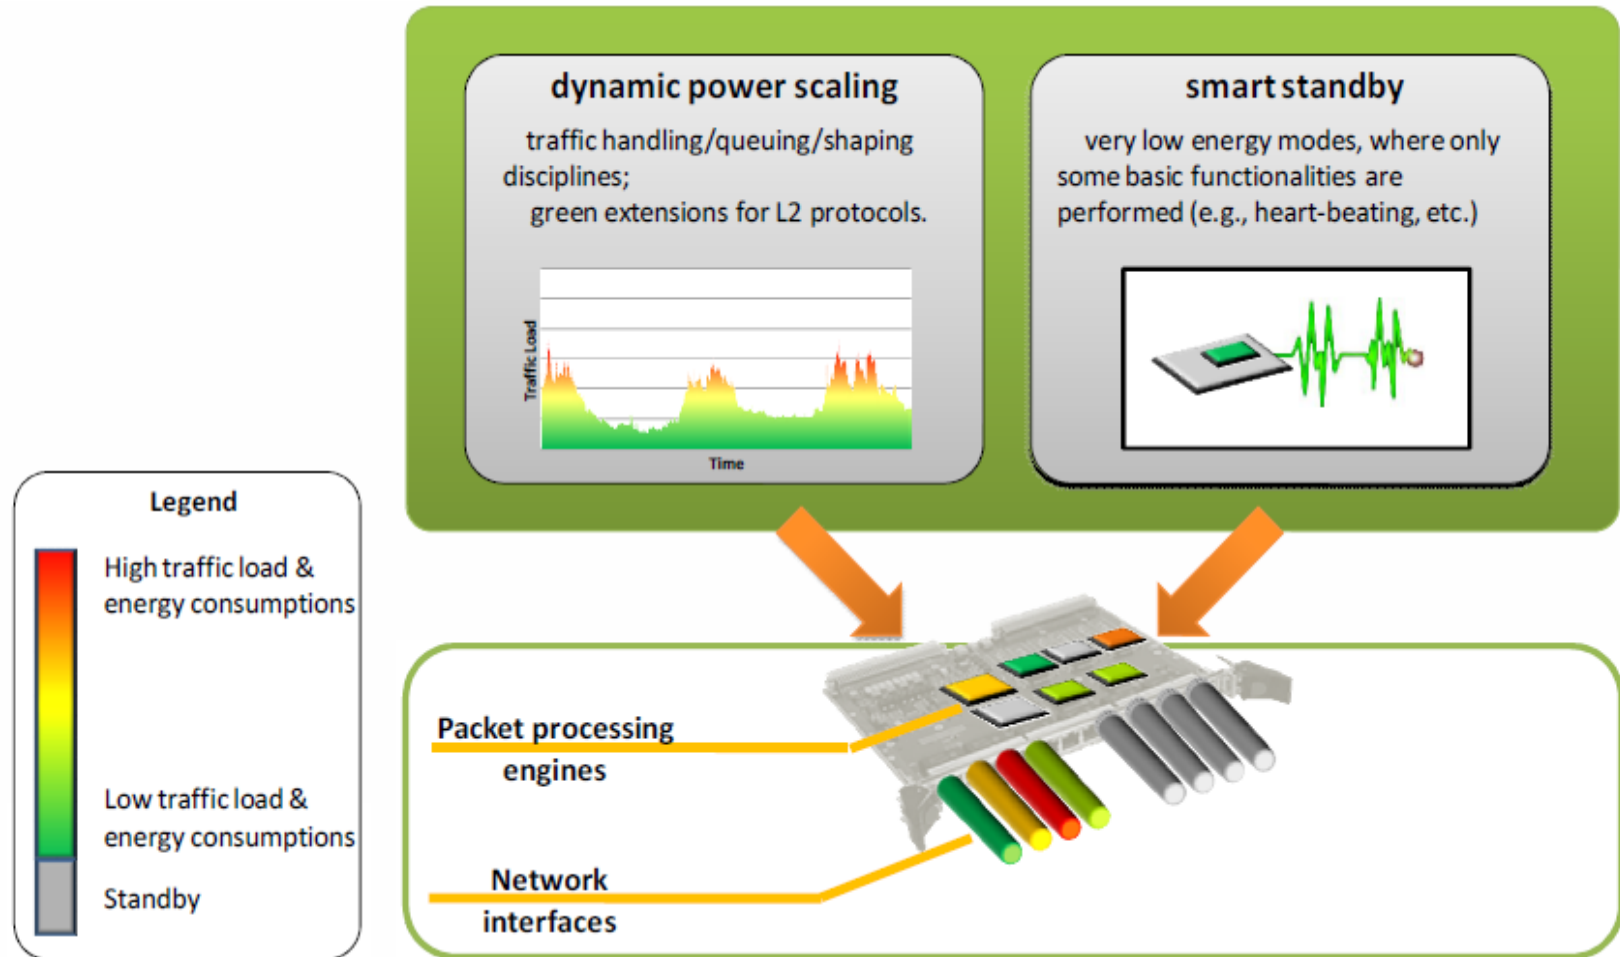 dynamic power scaling
traffic handling/queuing/shaping
disciplines;
green extensions for L2 protocols.
Traffic Load
Time
smart standby
very low energy modes, where only
some basic functionalities are
performed (e.g., heart-beating, etc.)
Legend
High traffic load &
energy consumptions
Low traffic load &
energy consumptions
Standby
Packet processing
engines
Network
interfaces